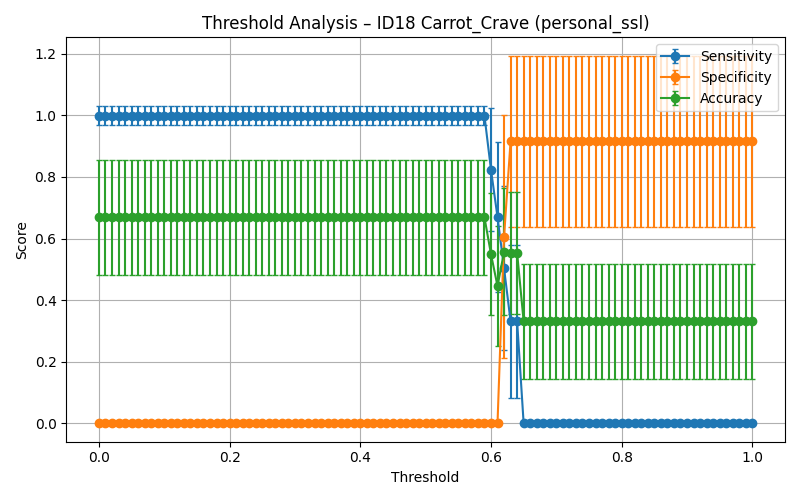 Threshold Analysis – ID18 Carrot_Crave (personal_ssl)
Sensitivity
Specificity
Accuracy
1.2
1.0
0.8
0.6
0.4
0.2
0.0
Score
0.0 0.2 0.4 0.6 0.8 1.0
Threshold